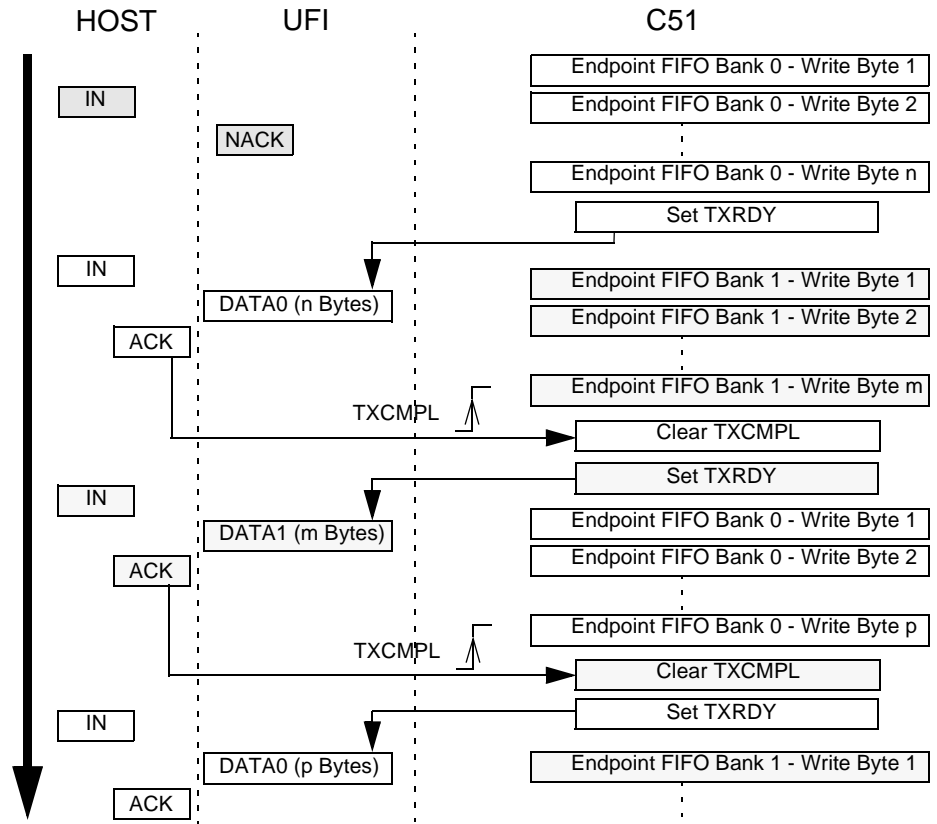 HOST UFI C51
Endpoint FIFO Bank 0 - Write Byte 1
IN Endpoint FIFO Bank 0 - Write Byte 2
NACK
Endpoint FIFO Bank 0 - Write Byte n
Set TXRDY
IN Endpoint FIFO Bank 1 - Write Byte 1
DATA0 (n Bytes)
Endpoint FIFO Bank 1 - Write Byte 2
ACK
Endpoint FIFO Bank 1 - Write Byte m
TXCMPL
Clear TXCMPL
Set TXRDY
IN
Endpoint FIFO Bank 0 - Write Byte 1
DATA1 (m Bytes)
Endpoint FIFO Bank 0 - Write Byte 2
ACK
Endpoint FIFO Bank 0 - Write Byte p
TXCMPL
Clear TXCMPL
IN Set TXRDY
DATA0 (p Bytes) Endpoint FIFO Bank 1 - Write Byte 1
ACK